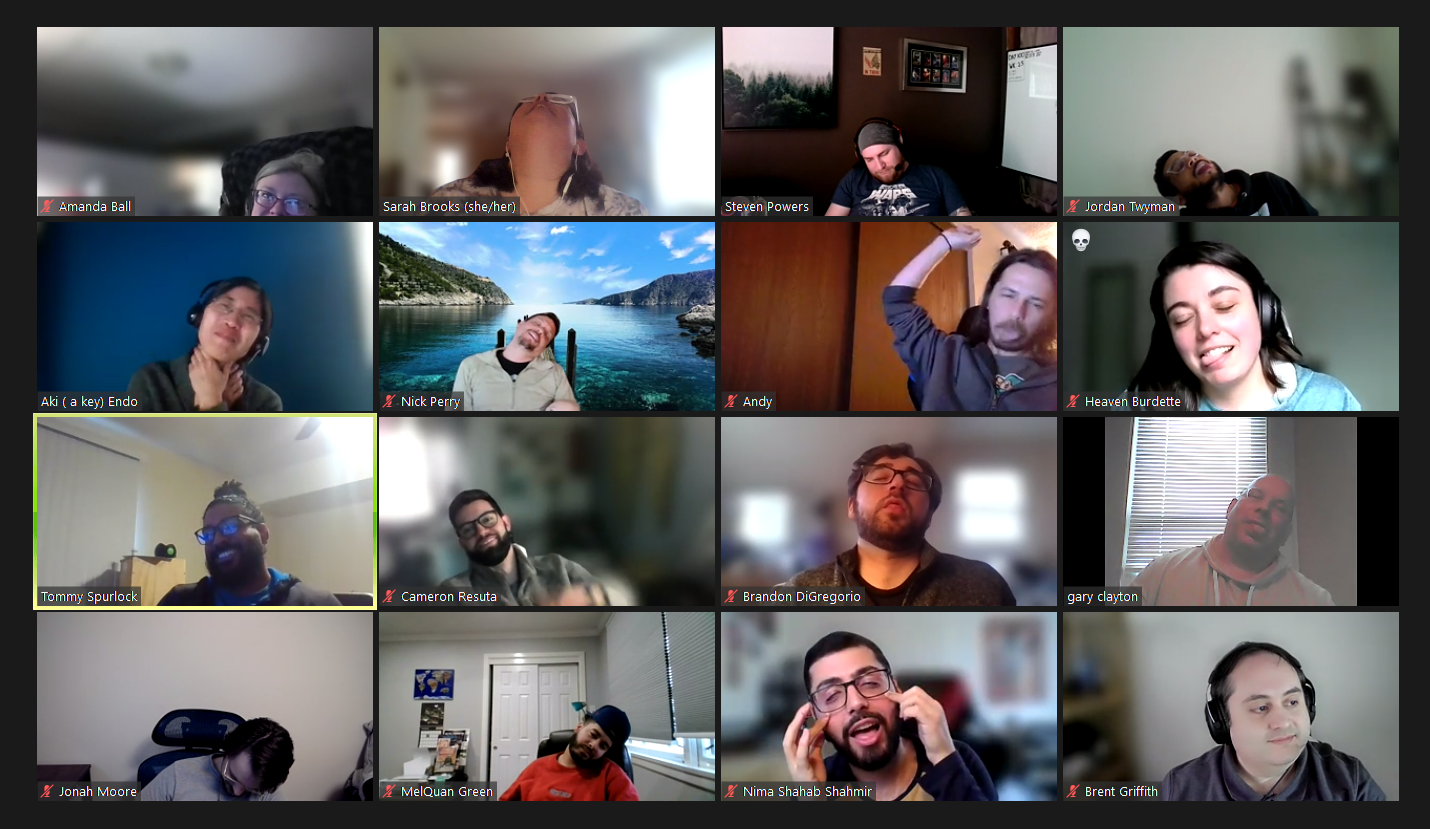 Amanda Ball
Sarah Brooks (she/her)
Steven Powers
WARS
Jordan Twyman
Aki ( a key) Endo
Nick Perry
Andy
Heaven Burdette
Tommy Spurlock
Cameron Resuta
Brandon DiGregorio
gary clayton
Jonah Moore
MelQuan Green
Nima Shahab Shahmir
Brent Griffith